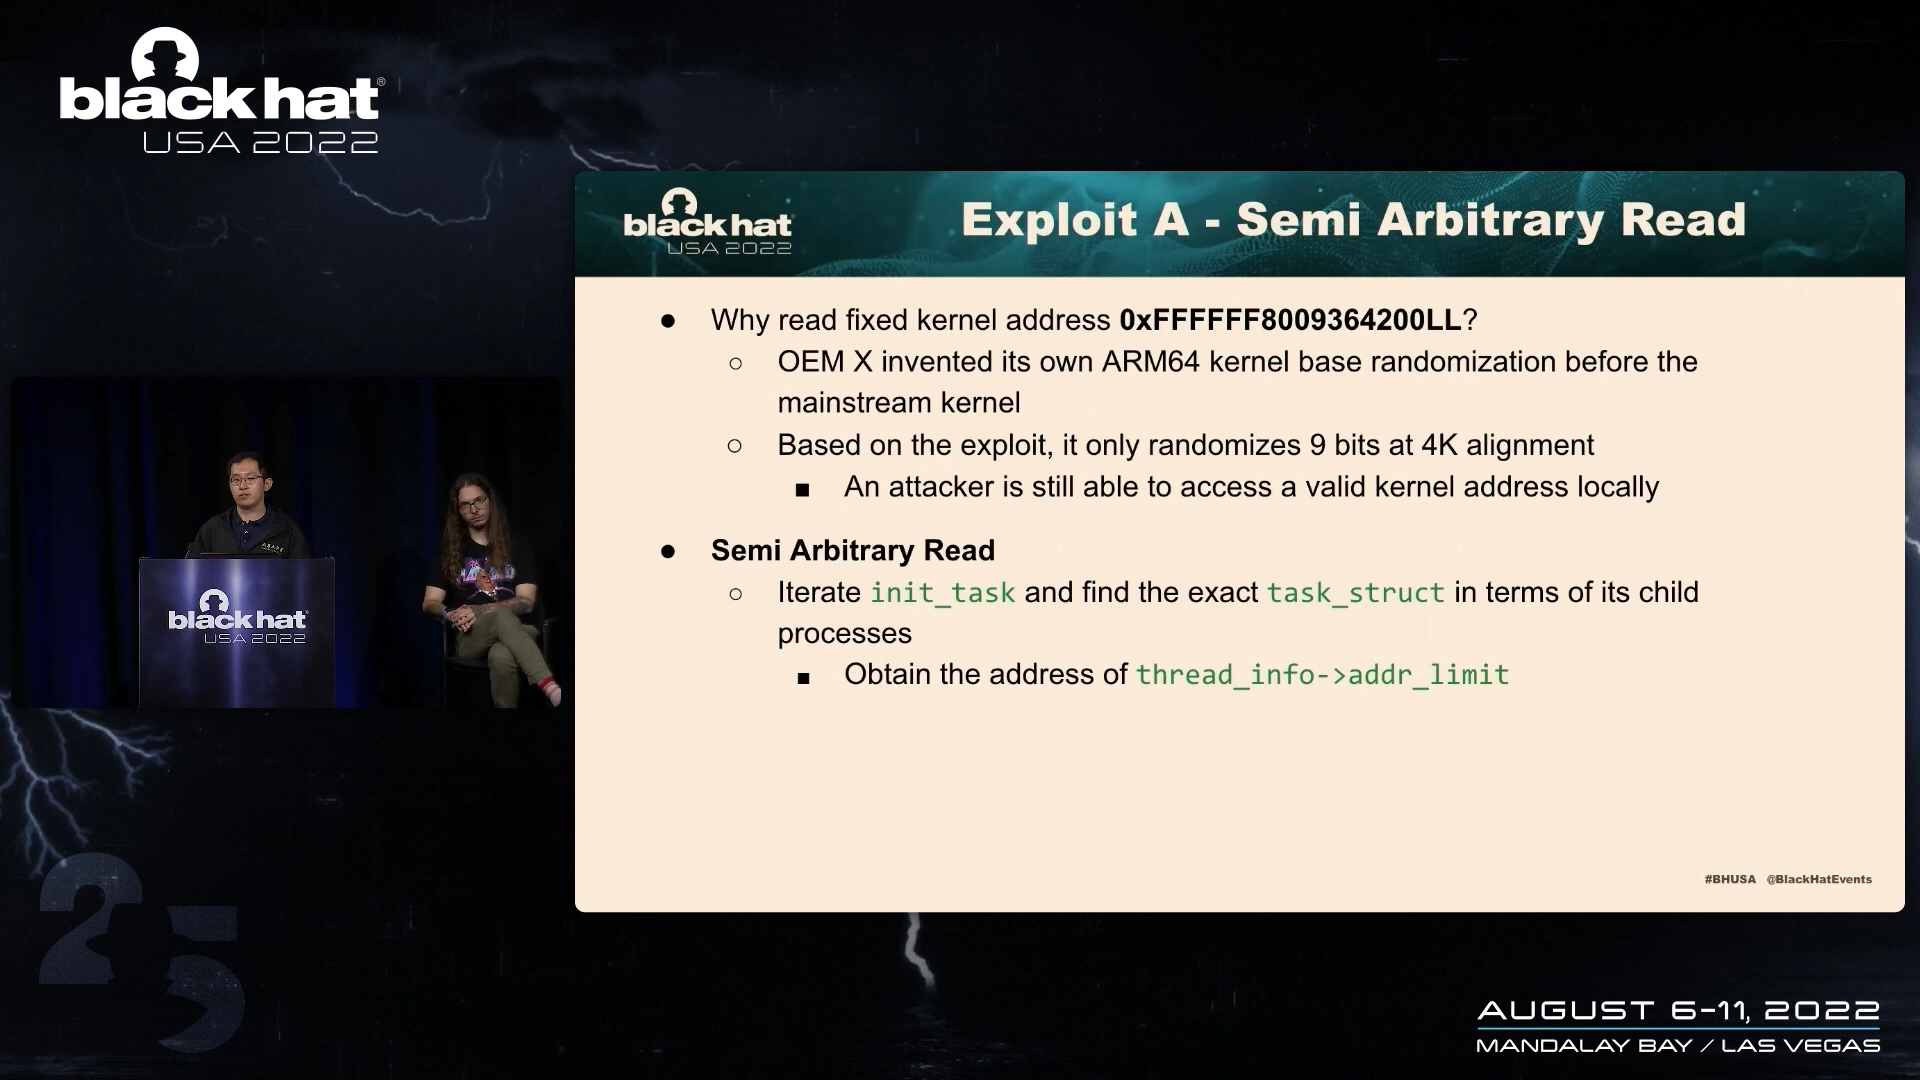 black hat®
USA 2022
black hat
USA 2022
Exploit A - Semi Arbitrary Read
● Why read fixed kernel address 0xFFFFFF8009364200LL?
○ OEM X invented its own ARM64 kernel base randomization before the
mainstream kernel
○ Based on the exploit, it only randomizes 9 bits at 4K alignment
■ An attacker is still able to access a valid kernel address locally
● Semi Arbitrary Read
○ Iterate init_task and find the exact task_struct in terms of its child
processes
■ Obtain the address of thread_info->addr_limit
#BHUSA @BlackHatEvents
black hat
USA 2022
25
AUGUST 6-11, 2022
MANDALAY BAY / LAS VEGAS